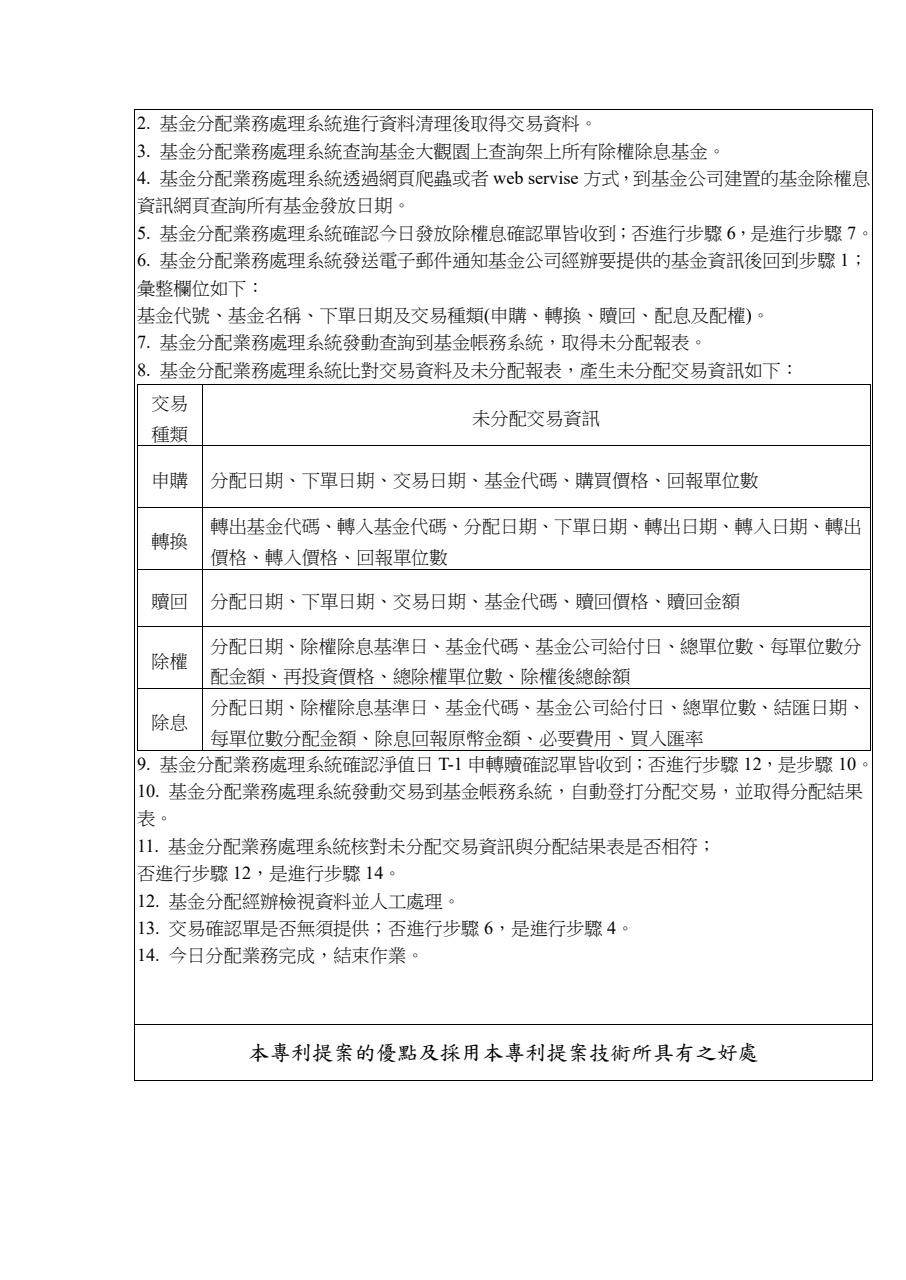 2. 基金分配業務處理系統進行資料清理後取得交易資料。
3. 基金分配業務處理系統查詢基金大觀園上查詢架上所有除權除息基金。
4. 基金分配業務處理系統透過網頁爬蟲或者 web servise 方式，到基金公司建置的基金除權息
資訊網頁查詢所有基金發放日期。
5. 基金分配業務處理系統確認今日發放除權息確認單皆收到；否進行步驟 6，是進行步驟 7。
6. 基金分配業務處理系統發送電子郵件通知基金公司經辦要提供的基金資訊後回到步驟 1；
彙整欄位如下：
基金代號、基金名稱、下單日期及交易種類(申購、轉換、贖回、配息及配權)。
7. 基金分配業務處理系統發動查詢到基金帳務系統，取得未分配報表。
8. 基金分配業務處理系統比對交易資料及未分配報表，產生未分配交易資訊如下：
交易
種類
未分配交易資訊
申購
分配日期、下單日期、交易日期、基金代碼、購買價格、回報單位數
轉換
轉出基金代碼、轉入基金代碼、分配日期、下單日期、轉出日期、轉入日期、轉出
價格、轉入價格、回報單位數
贖回
分配日期、下單日期、交易日期、基金代碼、贖回價格、贖回金額
除權
分配日期、除權除息基準日、基金代碼、基金公司給付日、總單位數、每單位數分
配金額、再投資價格、總除權單位數、除權後總餘額
除息
分配日期、除權除息基準日、基金代碼、基金公司給付日、總單位數、結匯日期、
每單位數分配金額、除息回報原幣金額、必要費用、買入匯率
9. 基金分配業務處理系統確認淨值日 T-1 申轉贖確認單皆收到；否進行步驟 12，是步驟 10。
10. 基金分配業務處理系統發動交易到基金帳務系統，自動登打分配交易，並取得分配結果
表。
11. 基金分配業務處理系統核對未分配交易資訊與分配結果表是否相符；
否進行步驟 12，是進行步驟 14。
12. 基金分配經辦檢視資料並人工處理。
13. 交易確認單是否無須提供；否進行步驟 6，是進行步驟 4。
14. 今日分配業務完成，結束作業。
本專利提案的優點及採用本專利提案技術所具有之好處